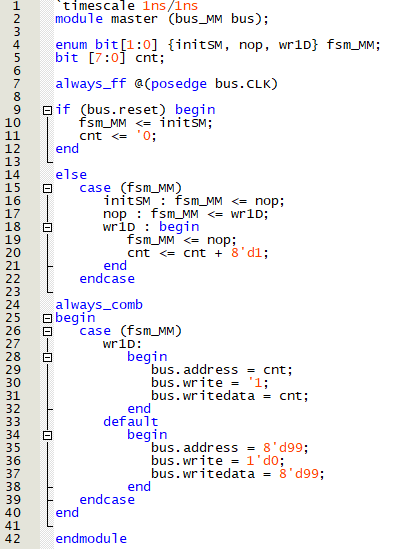 1 `timescale 1ns/1ns
2 module master (bus_MM bus);
3
4 enum bit[1:0] {initSM, nop, wr1D} fsm_MM;
5 bit [7:0] cnt;
6
7 always_ff @(posedge bus.CLK)
8
9 if (bus.reset) begin
10 fsm_MM <= initSM;
11 cnt <= '0;
12 end
13
14 else
15 case (fsm_MM)
16 initSM : fsm_MM <= nop;
17 nop : fsm_MM <= wr1D;
18 wr1D : begin
19 fsm_MM <= nop;
20 cnt <= cnt + 8'd1;
21 end
22 endcase
23
24 always_comb
25 begin
26 case (fsm_MM)
27 wr1D:
28 begin
29 bus.address = cnt;
30 bus.write = '1;
31 bus.writedata = cnt;
32 end
33 default
34 begin
35 bus.address = 8'd99;
36 bus.write = 1'd0;
37 bus.writedata = 8'd99;
38 end
39 endcase
40 end
41
42 endmodule